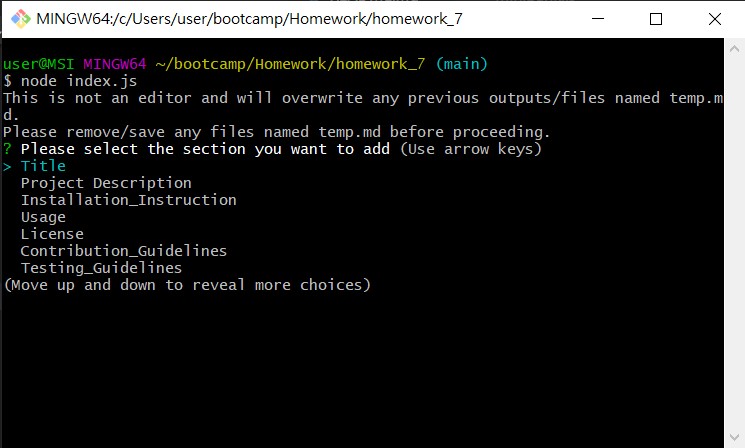 MINGW64:/c/Users/user/bootcamp/Homework/homework_7
user@MSI MINGW64 ~/bootcamp/Homework/homework_7 (main)
$ node index.js
This is not an editor and will overwrite any previous outputs/files named temp.m
d.
Please remove/save any files named temp.md before proceeding.
? Please select the section you want to add (Use arrow keys)
> Title
  Project Description
  Installation_Instruction
  Usage
  License
  Contribution_Guidelines
  Testing_Guidelines
(Move up and down to reveal more choices)